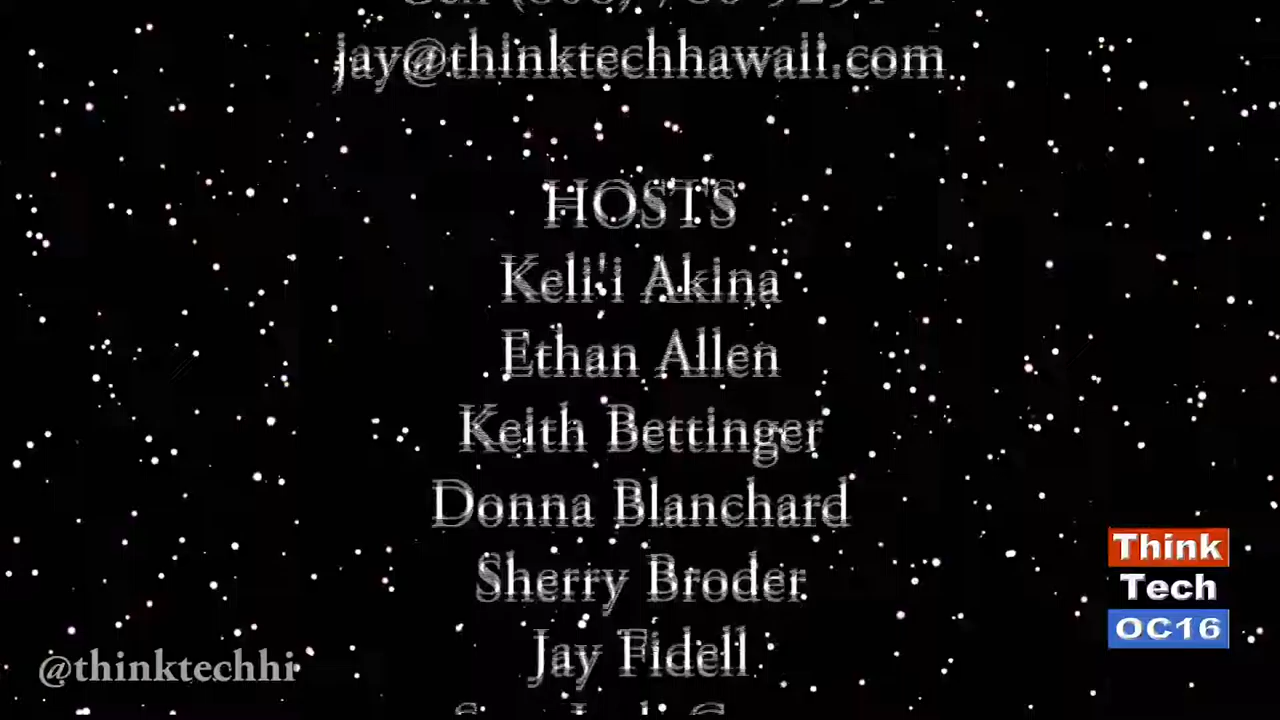 jay@thinktechhawaii.com
HOSTS
Keli'i Akina
Ethan Allen
Keith Bettinger
Donna Blanchard
Sherry Broder
Jay Fidell
Think
Tech
OC16
@thinktechhi